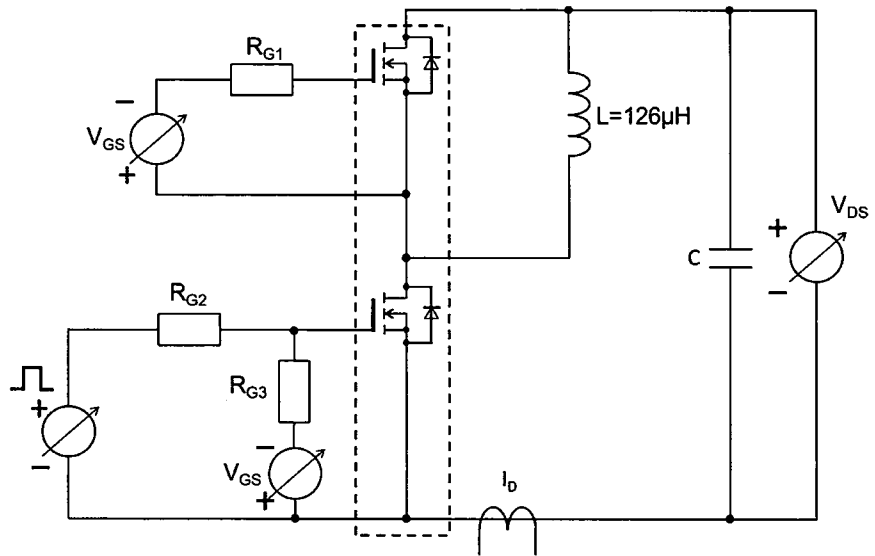 R_G1
−
V_GS
+
L=126µH
V_DS
+
−
C
R_G2
R_G3
+
−
−
V_GS
+
I_D